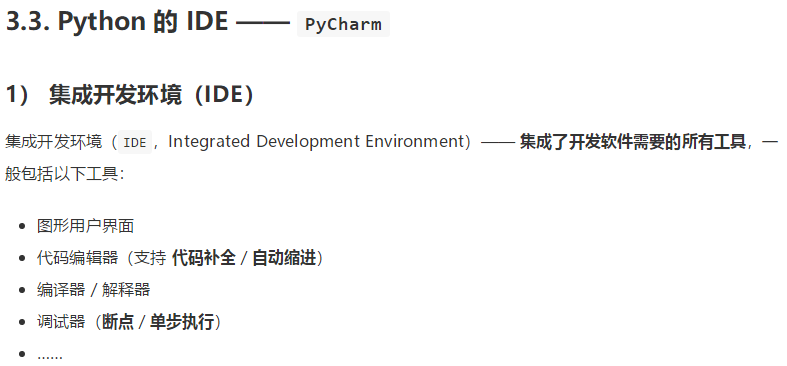 3.3. Python 的 IDE —— PyCharm
1） 集成开发环境（IDE）
集成开发环境（IDE，Integrated Development Environment）—— 集成了开发软件需要的所有工具，一
般包括以下工具：
• 图形用户界面
• 代码编辑器（支持 代码补全 / 自动缩进）
• 编译器 / 解释器
• 调试器（断点 / 单步执行）
• ……